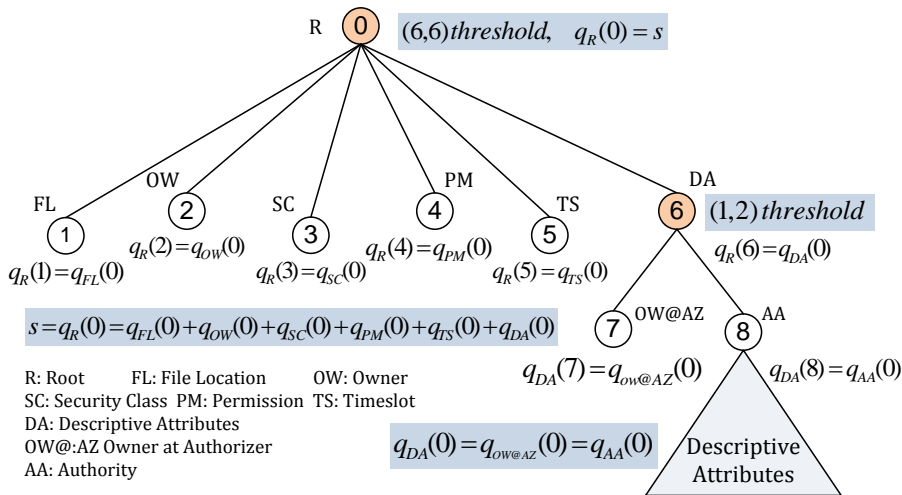 R 0 (6,6)threshold, q_R(0)=s
OW PM DA
FL SC TS
1 2 3 4 5 6 (1,2)threshold
q_R(1)=q_FL(0) q_R(2)=q_OW(0) q_R(3)=q_SC(0) q_R(4)=q_PM(0) q_R(5)=q_TS(0) q_R(6)=q_DA(0)
s=q_R(0)=q_FL(0)+q_OW(0)+q_SC(0)+q_PM(0)+q_TS(0)+q_DA(0)
7 OW@AZ 8 AA
q_DA(7)=q_ow@AZ(0) q_DA(8)=q_AA(0)
R: Root FL: File Location OW: Owner
SC: Security Class PM: Permission TS: Timeslot
DA: Descriptive Attributes
OW@:AZ Owner at Authorizer
AA: Authority
q_DA(0)=q_OW@AZ(0)=q_AA(0)
Descriptive
Attributes